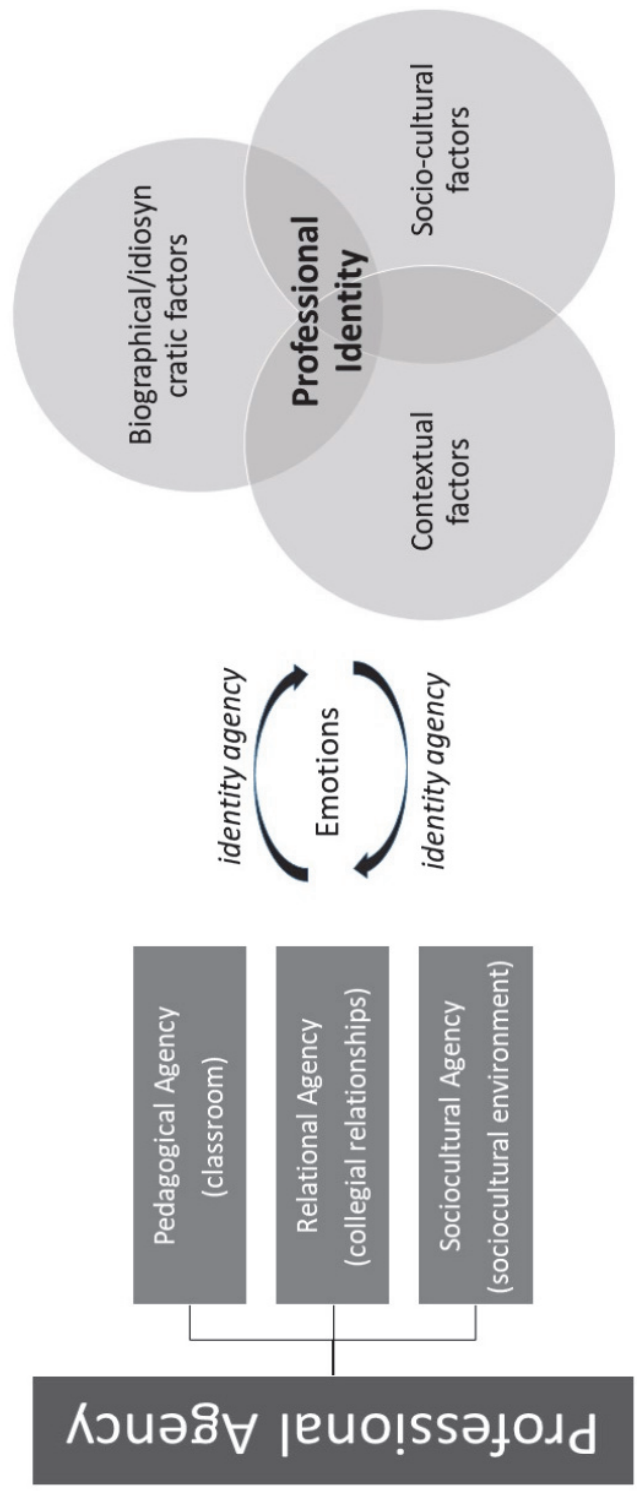 Professional Agency
Pedagogical Agency
(classroom)
Relational Agency
(collegial relationships)
Sociocultural Agency
(sociocultural environment)
identity agency
Emotions
identity agency
Biographical/idiosyn
cratic factors
Professional
Identity
Contextual
factors
Socio-cultural
factors